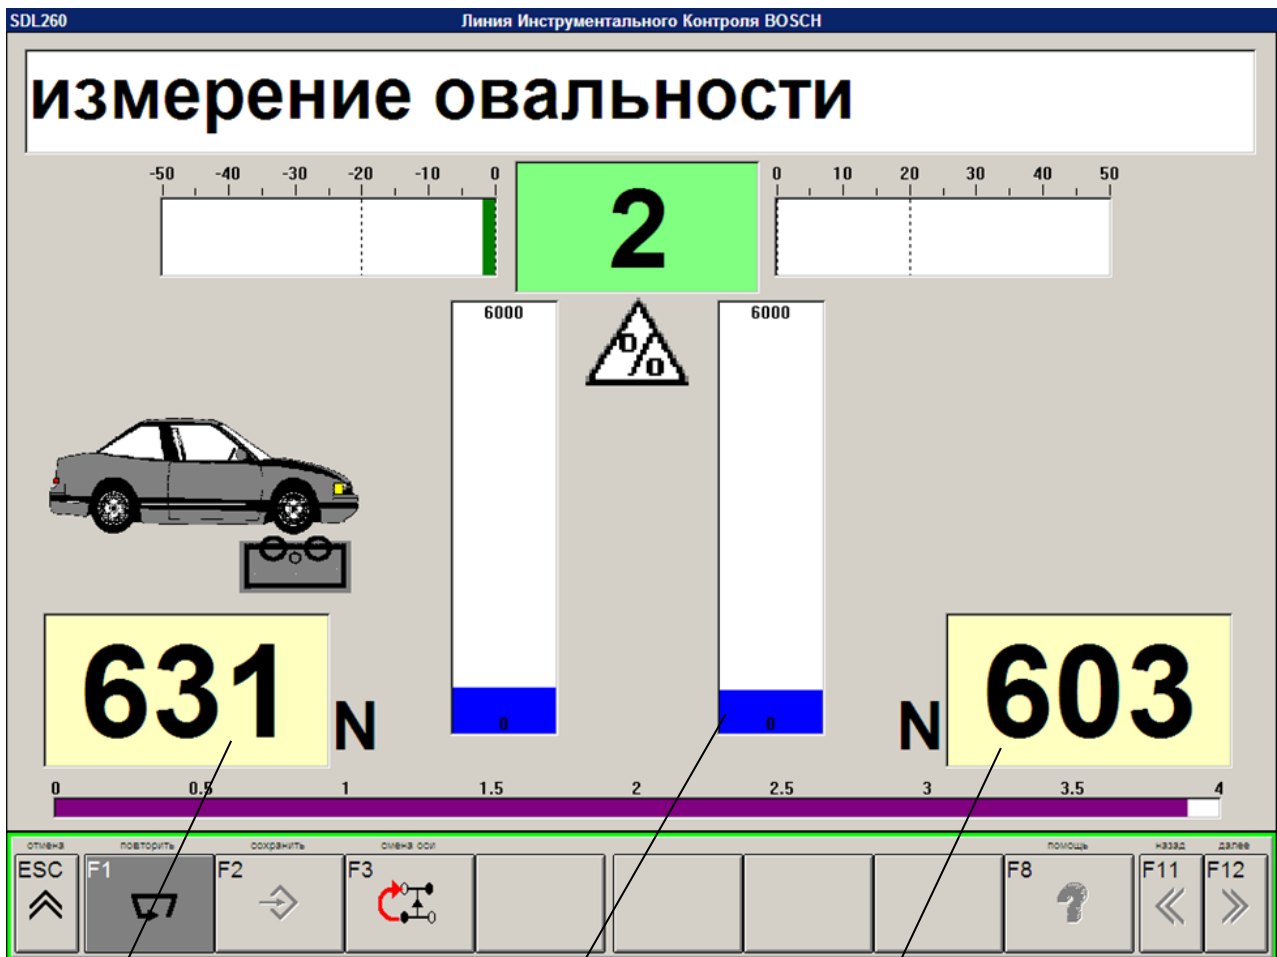 SDL260 Линия Инструментального Контроля BOSCH
измерение овальности
-50 -40 -30 -20 -10 0 2 0 10 20 30 40 50
6000 % 6000
631 N 0 0 N 603
0 0.5 1 1.5 2 2.5 3 3.5 4
отмена повторить сохранить смена оси помощь назад далее
ESC F1 F2 F3 F8 F11 F12